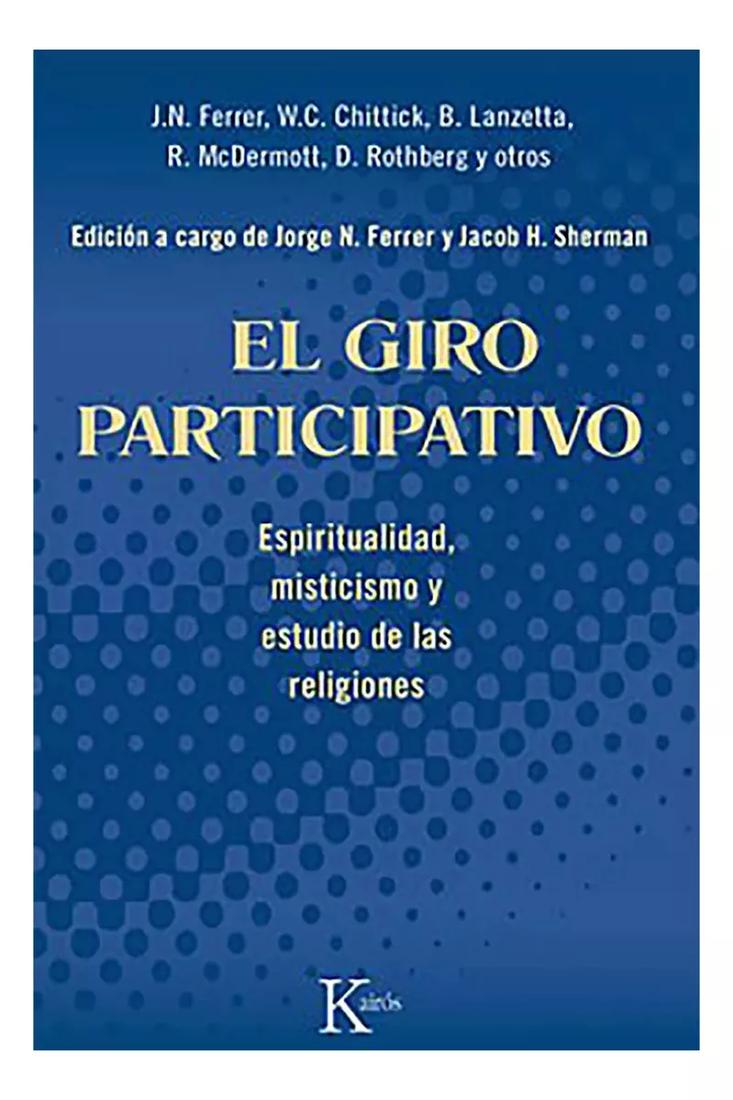 J.N. Ferrer, W.C. Chittick, B. Lanzetta,
R. McDermott, D. Rothberg y otros
Edición a cargo de Jorge N. Ferrer y Jacob H. Sherman
EL GIRO
PARTICIPATIVO
Espiritualidad,
misticismo y
estudio de las
religiones
Kairós